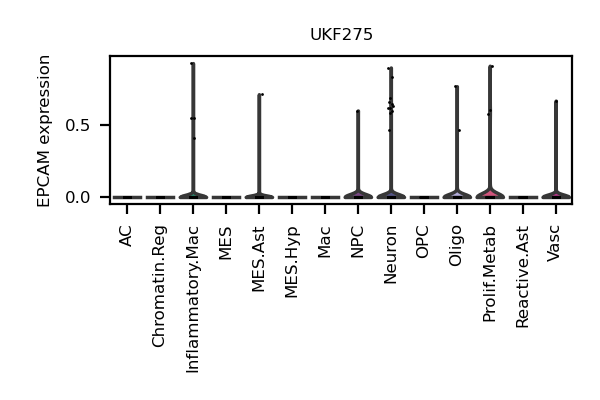 UKF275
EPCAM expression
0.5
0.0
AC
Chromatin.Reg
Inflammatory.Mac
MES
MES.Ast
MES.Hyp
Mac
NPC
Neuron
OPC
Oligo
Prolif.Metab
Reactive.Ast
Vasc